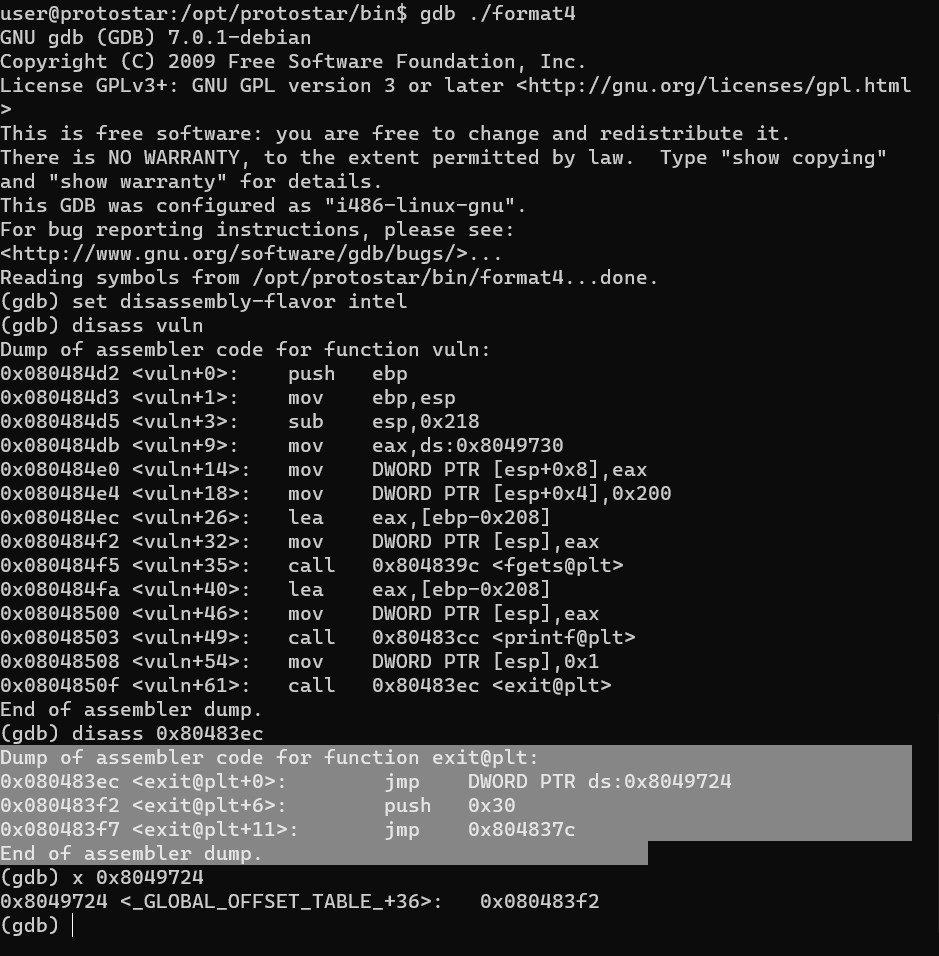 user@protostar:/opt/protostar/bin$ gdb ./format4
GNU gdb (GDB) 7.0.1-debian
Copyright (C) 2009 Free Software Foundation, Inc.
License GPLv3+: GNU GPL version 3 or later <http://gnu.org/licenses/gpl.html
>
This is free software: you are free to change and redistribute it.
There is NO WARRANTY, to the extent permitted by law.  Type "show copying"
and "show warranty" for details.
This GDB was configured as "i486-linux-gnu".
For bug reporting instructions, please see:
<http://www.gnu.org/software/gdb/bugs/>...
Reading symbols from /opt/protostar/bin/format4...done.
(gdb) set disassembly-flavor intel
(gdb) disass vuln
Dump of assembler code for function vuln:
0x080484d2 <vuln+0>:    push   ebp
0x080484d3 <vuln+1>:    mov    ebp,esp
0x080484d5 <vuln+3>:    sub    esp,0x218
0x080484db <vuln+9>:    mov    eax,ds:0x8049730
0x080484e0 <vuln+14>:   mov    DWORD PTR [esp+0x8],eax
0x080484e4 <vuln+18>:   mov    DWORD PTR [esp+0x4],0x200
0x080484ec <vuln+26>:   lea    eax,[ebp-0x208]
0x080484f2 <vuln+32>:   mov    DWORD PTR [esp],eax
0x080484f5 <vuln+35>:   call   0x804839c <fgets@plt>
0x080484fa <vuln+40>:   lea    eax,[ebp-0x208]
0x08048500 <vuln+46>:   mov    DWORD PTR [esp],eax
0x08048503 <vuln+49>:   call   0x80483cc <printf@plt>
0x08048508 <vuln+54>:   mov    DWORD PTR [esp],0x1
0x0804850f <vuln+61>:   call   0x80483ec <exit@plt>
End of assembler dump.
(gdb) disass 0x80483ec
Dump of assembler code for function exit@plt:
0x080483ec <exit@plt+0>:        jmp    DWORD PTR ds:0x8049724
0x080483f2 <exit@plt+6>:        push   0x30
0x080483f7 <exit@plt+11>:       jmp    0x804837c
End of assembler dump.
(gdb) x 0x8049724
0x8049724 <_GLOBAL_OFFSET_TABLE_+36>:   0x080483f2
(gdb)